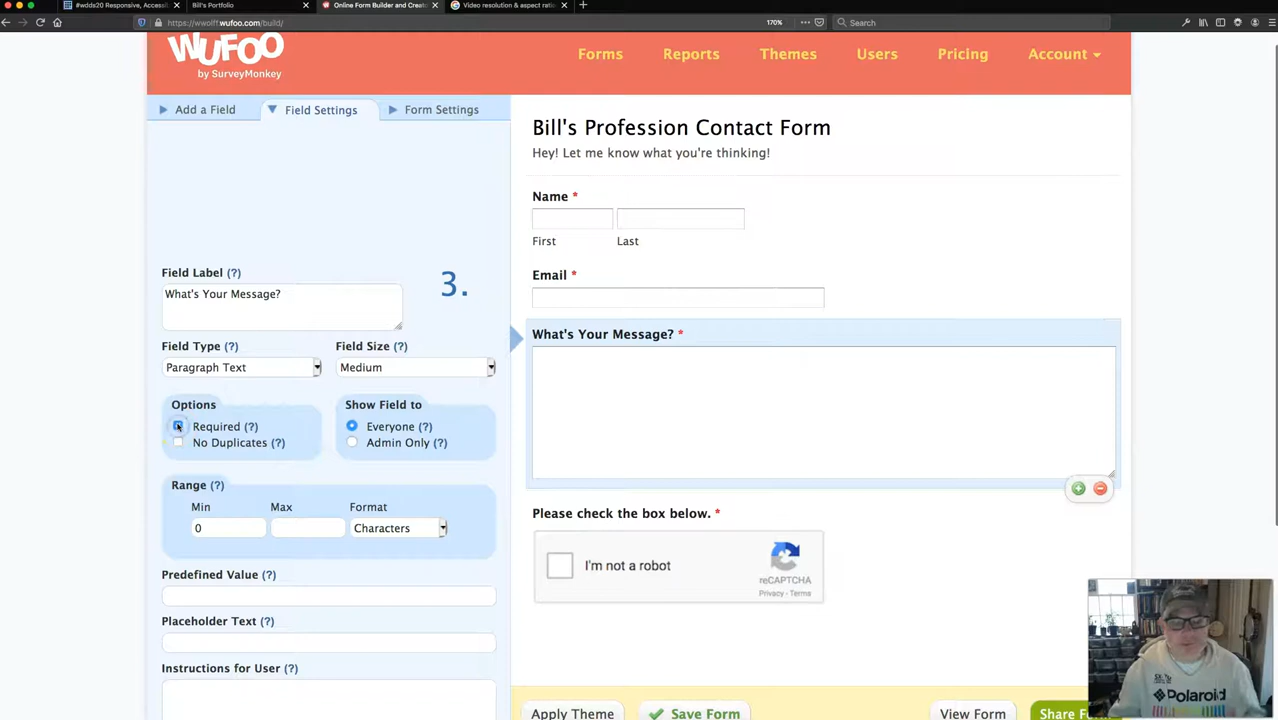 #wdds20 Responsive, Accessi
Bill's Portfolio
Online Form Builder and Create
Video resolution & aspect rati
https://wwolff.wufoo.com/build/
170%
Search
WUFOO
by SurveyMonkey
Forms
Reports
Themes
Users
Pricing
Account
Add a Field
Field Settings
Form Settings
Bill's Profession Contact Form
Hey! Let me know what you're thinking!
Name *
First
Last
Field Label (?)
3.
What's Your Message?
Email *
Field Type (?)
Field Size (?)
Paragraph Text
Medium
What's Your Message? *
Options
Show Field to
Required (?)
Everyone (?)
No Duplicates (?)
Admin Only (?)
Range (?)
Min
Max
Format
0
Characters
Please check the box below. *
I'm not a robot
reCAPTCHA
Privacy - Terms
Predefined Value (?)
Placeholder Text (?)
Instructions for User (?)
Apply Theme
Save Form
View Form
Share
Polaroid